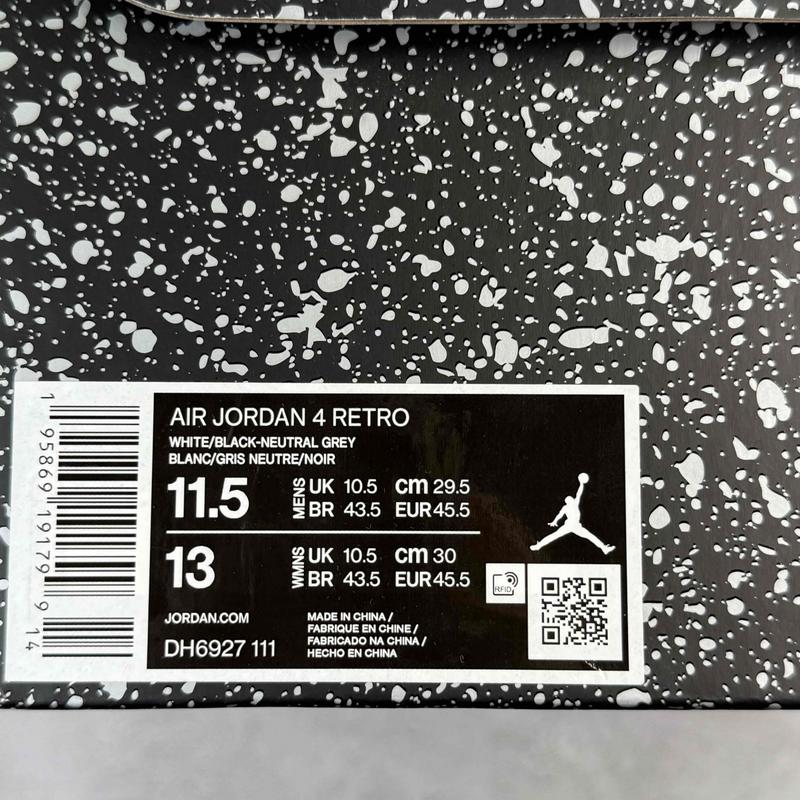 AIR JORDAN 4 RETRO
WHITE/BLACK-NEUTRAL GREY
BLANC/GRIS NEUTRE/NOIR
11.5 MENS UK 10.5 cm 29.5
BR 43.5 EUR 45.5
13 WMNS UK 10.5 cm 30
BR 43.5 EUR 45.5
RFID
JORDAN.COM
DH6927 111
MADE IN CHINA /
FABRIQUE EN CHINE /
FABRICADO NA CHINA /
HECHO EN CHINA
1 95869 19179 9 14